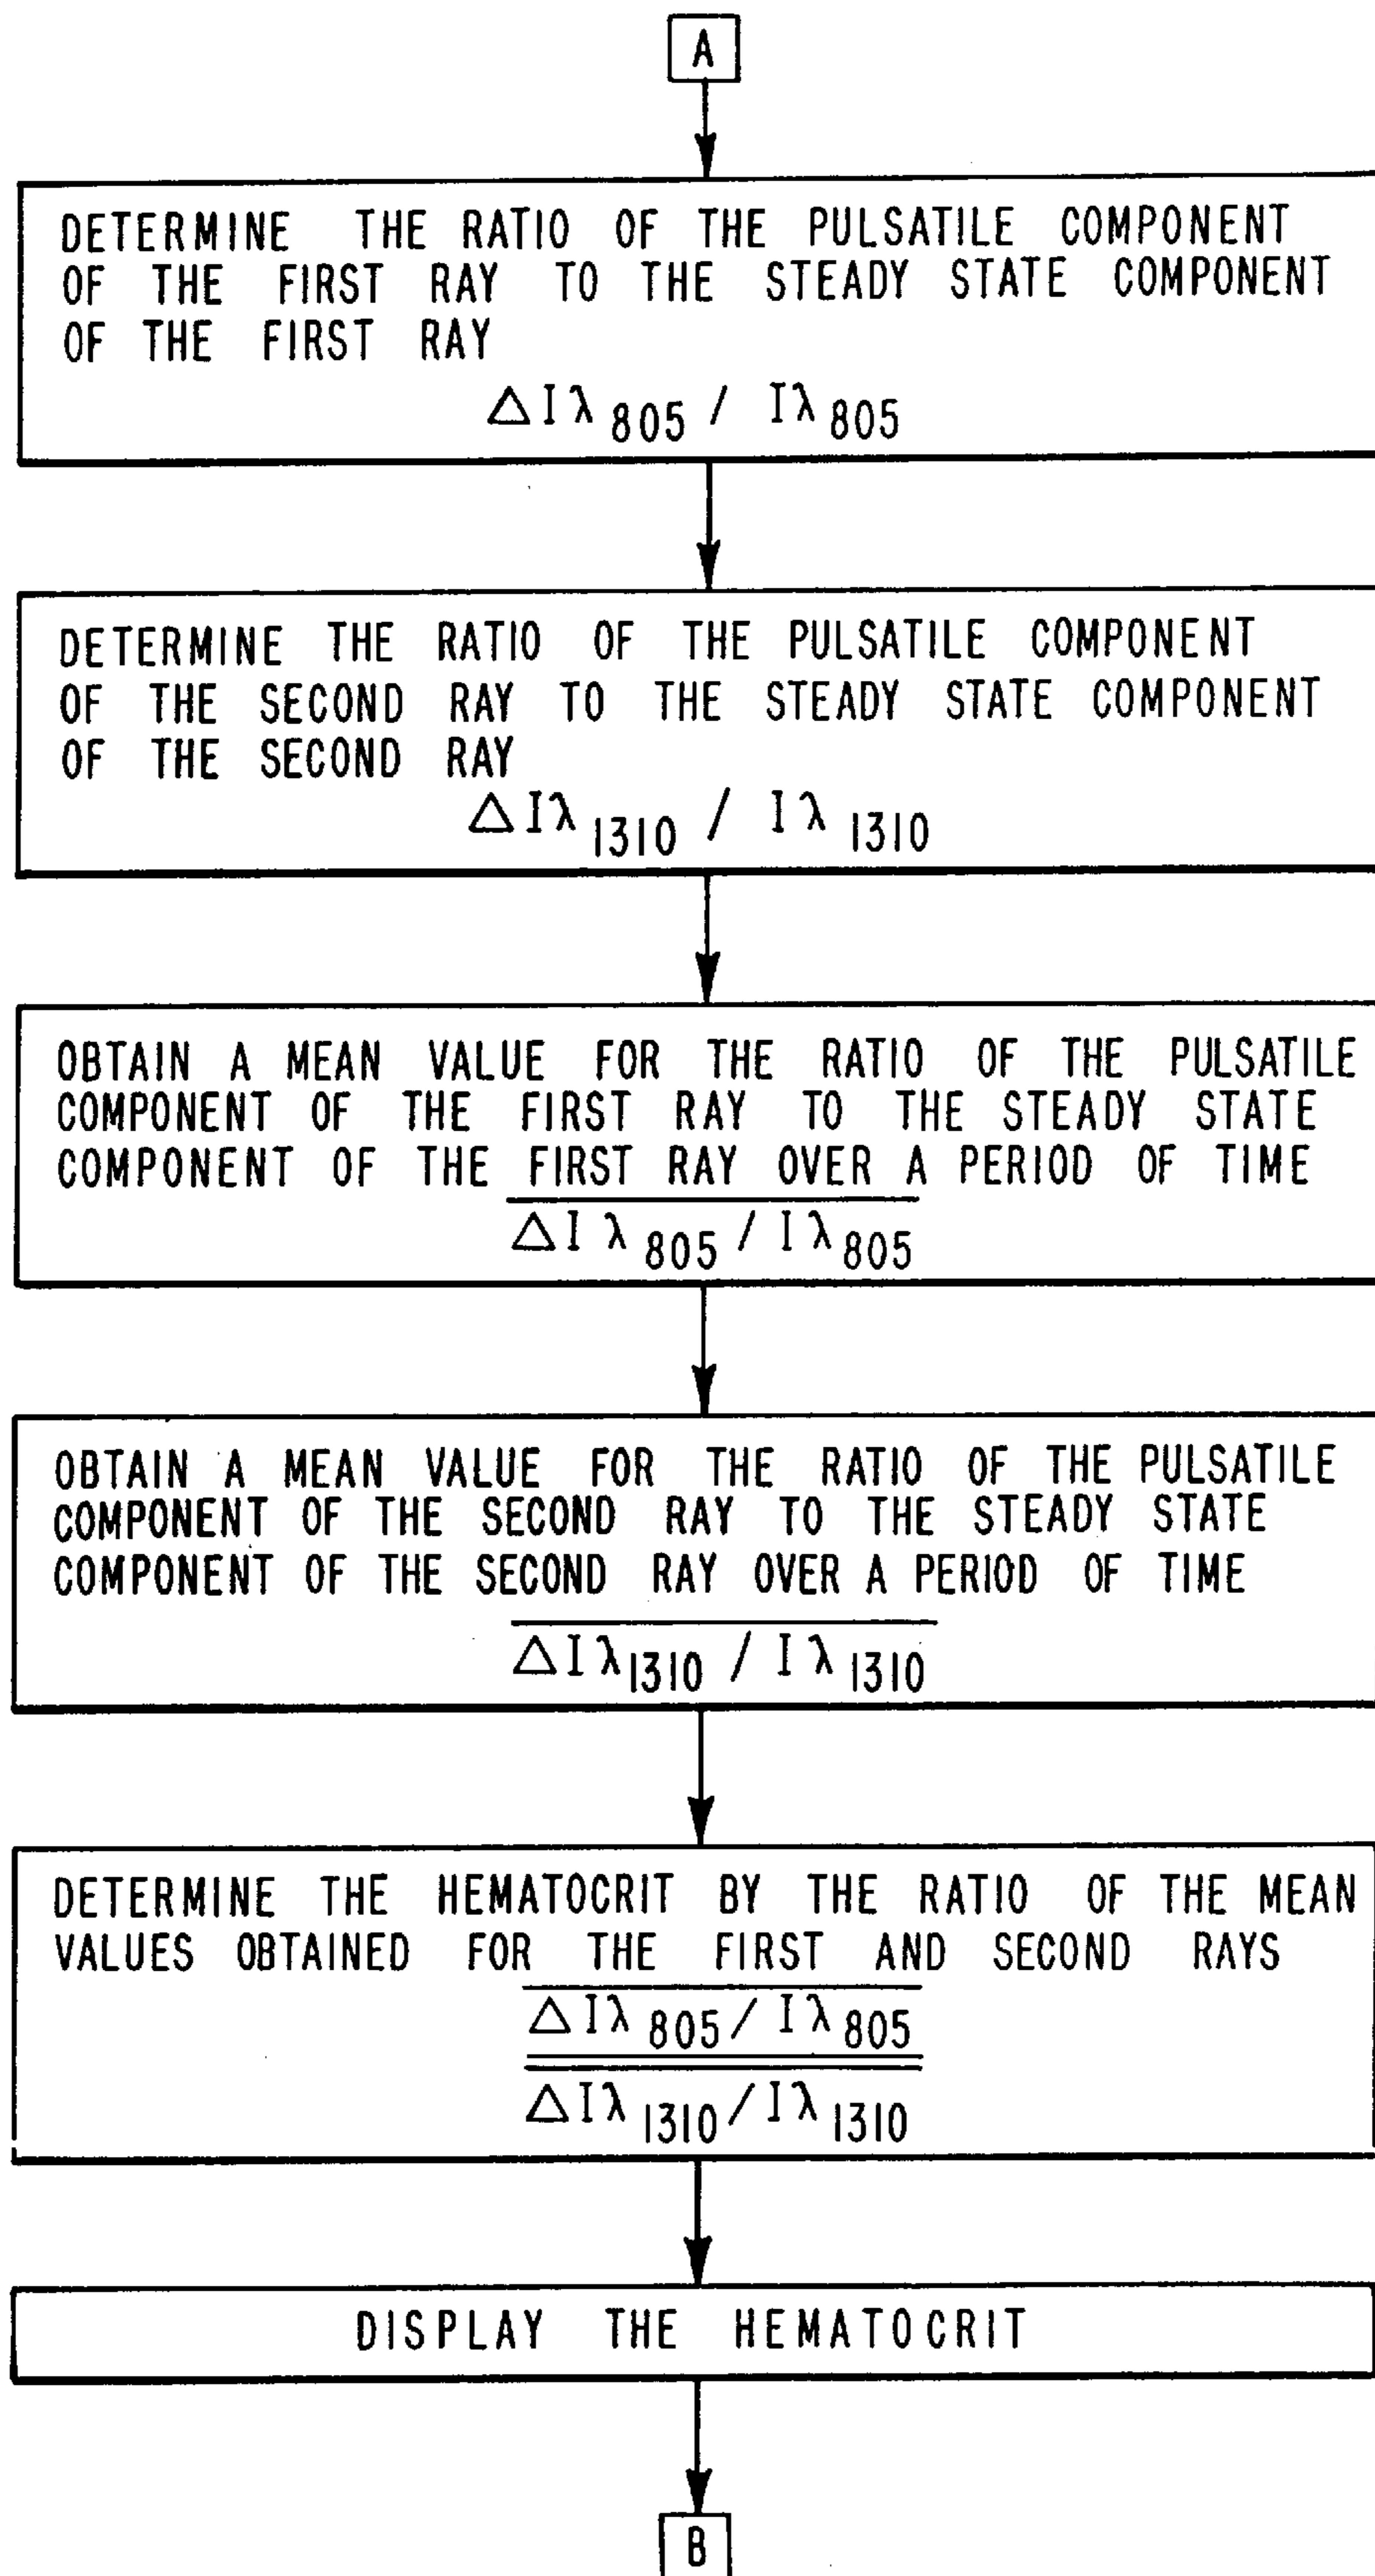 A
DETERMINE THE RATIO OF THE PULSATILE COMPONENT
OF THE FIRST RAY TO THE STEADY STATE COMPONENT
OF THE FIRST RAY
ΔIλ805 / Iλ805
DETERMINE THE RATIO OF THE PULSATILE COMPONENT
OF THE SECOND RAY TO THE STEADY STATE COMPONENT
OF THE SECOND RAY
ΔIλ1310 / Iλ1310
OBTAIN A MEAN VALUE FOR THE RATIO OF THE PULSATILE
COMPONENT OF THE FIRST RAY TO THE STEADY STATE
COMPONENT OF THE FIRST RAY OVER A PERIOD OF TIME
ΔIλ805 / Iλ805
OBTAIN A MEAN VALUE FOR THE RATIO OF THE PULSATILE
COMPONENT OF THE SECOND RAY TO THE STEADY STATE
COMPONENT OF THE SECOND RAY OVER A PERIOD OF TIME
ΔIλ1310 / Iλ1310
DETERMINE THE HEMATOCRIT BY THE RATIO OF THE MEAN
VALUES OBTAINED FOR THE FIRST AND SECOND RAYS
ΔIλ805 / Iλ805
ΔIλ1310 / Iλ1310
DISPLAY THE HEMATOCRIT
B